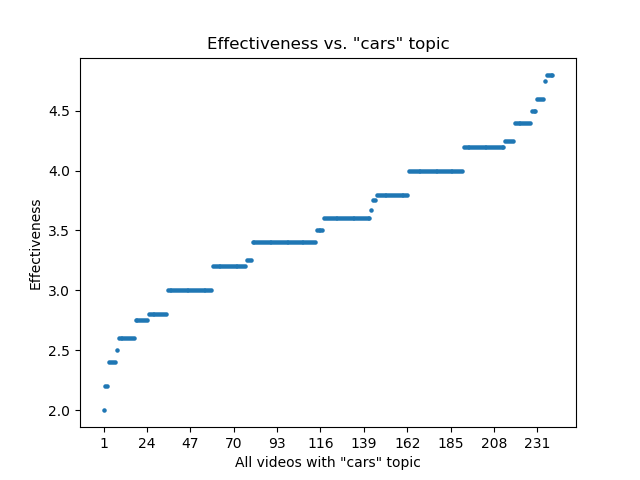 Effectiveness vs. "cars" topic
Effectiveness
4.5
4.0
3.5
3.0
2.5
2.0
1 24 47 70 93 116 139 162 185 208 231
All videos with "cars" topic